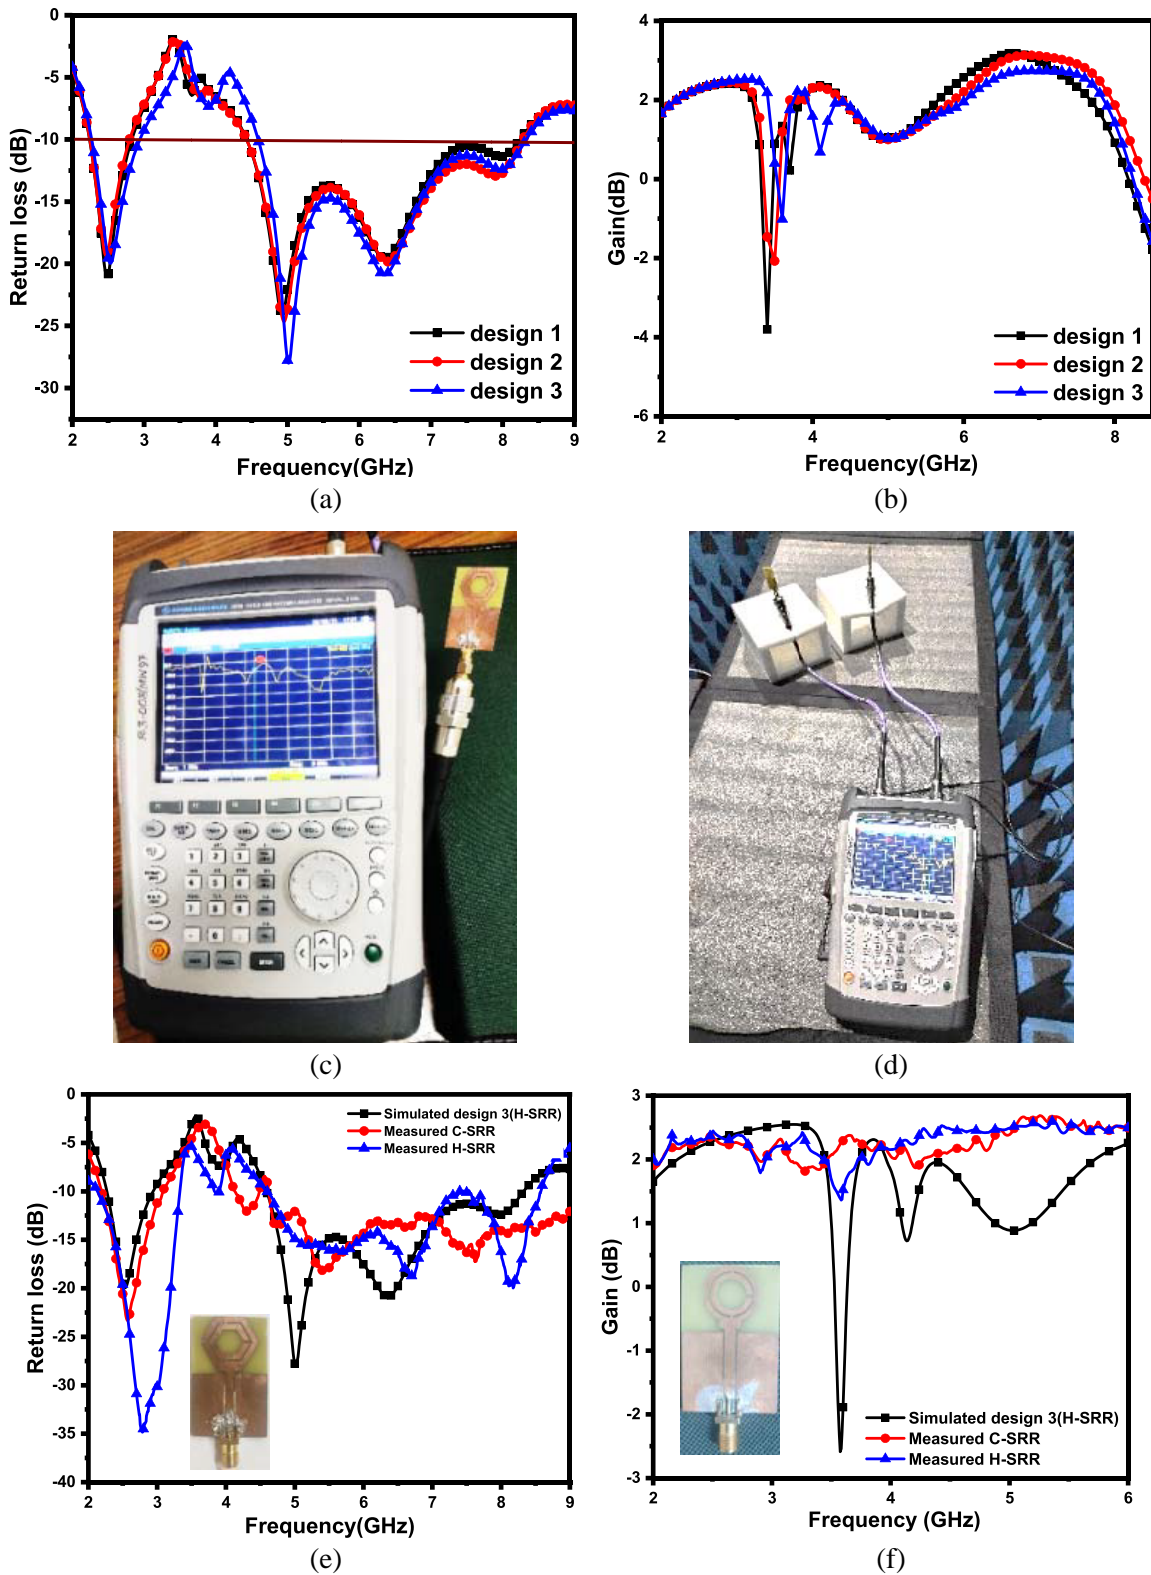 0
-5
-10
-15
-20
-25
-30
Return loss (dB)
design 1
design 2
design 3
2
3
4
5
6
7
8
9
Frequency(GHz)
(a)
4
2
0
-2
-4
-6
Gain(dB)
design 1
design 2
design 3
2
4
6
8
Frequency(GHz)
(b)
(c)
(d)
0
-5
-10
-15
-20
-25
-30
-35
-40
Return loss (dB)
Simulated design 3(H-SRR)
Measured C-SRR
Measured H-SRR
2
3
4
5
6
7
8
9
Frequency(GHz)
(e)
3
2
1
0
-1
-2
-3
Gain (dB)
Simulated design 3(H-SRR)
Measured C-SRR
Measured H-SRR
2
3
4
5
6
Frequency (GHz)
(f)